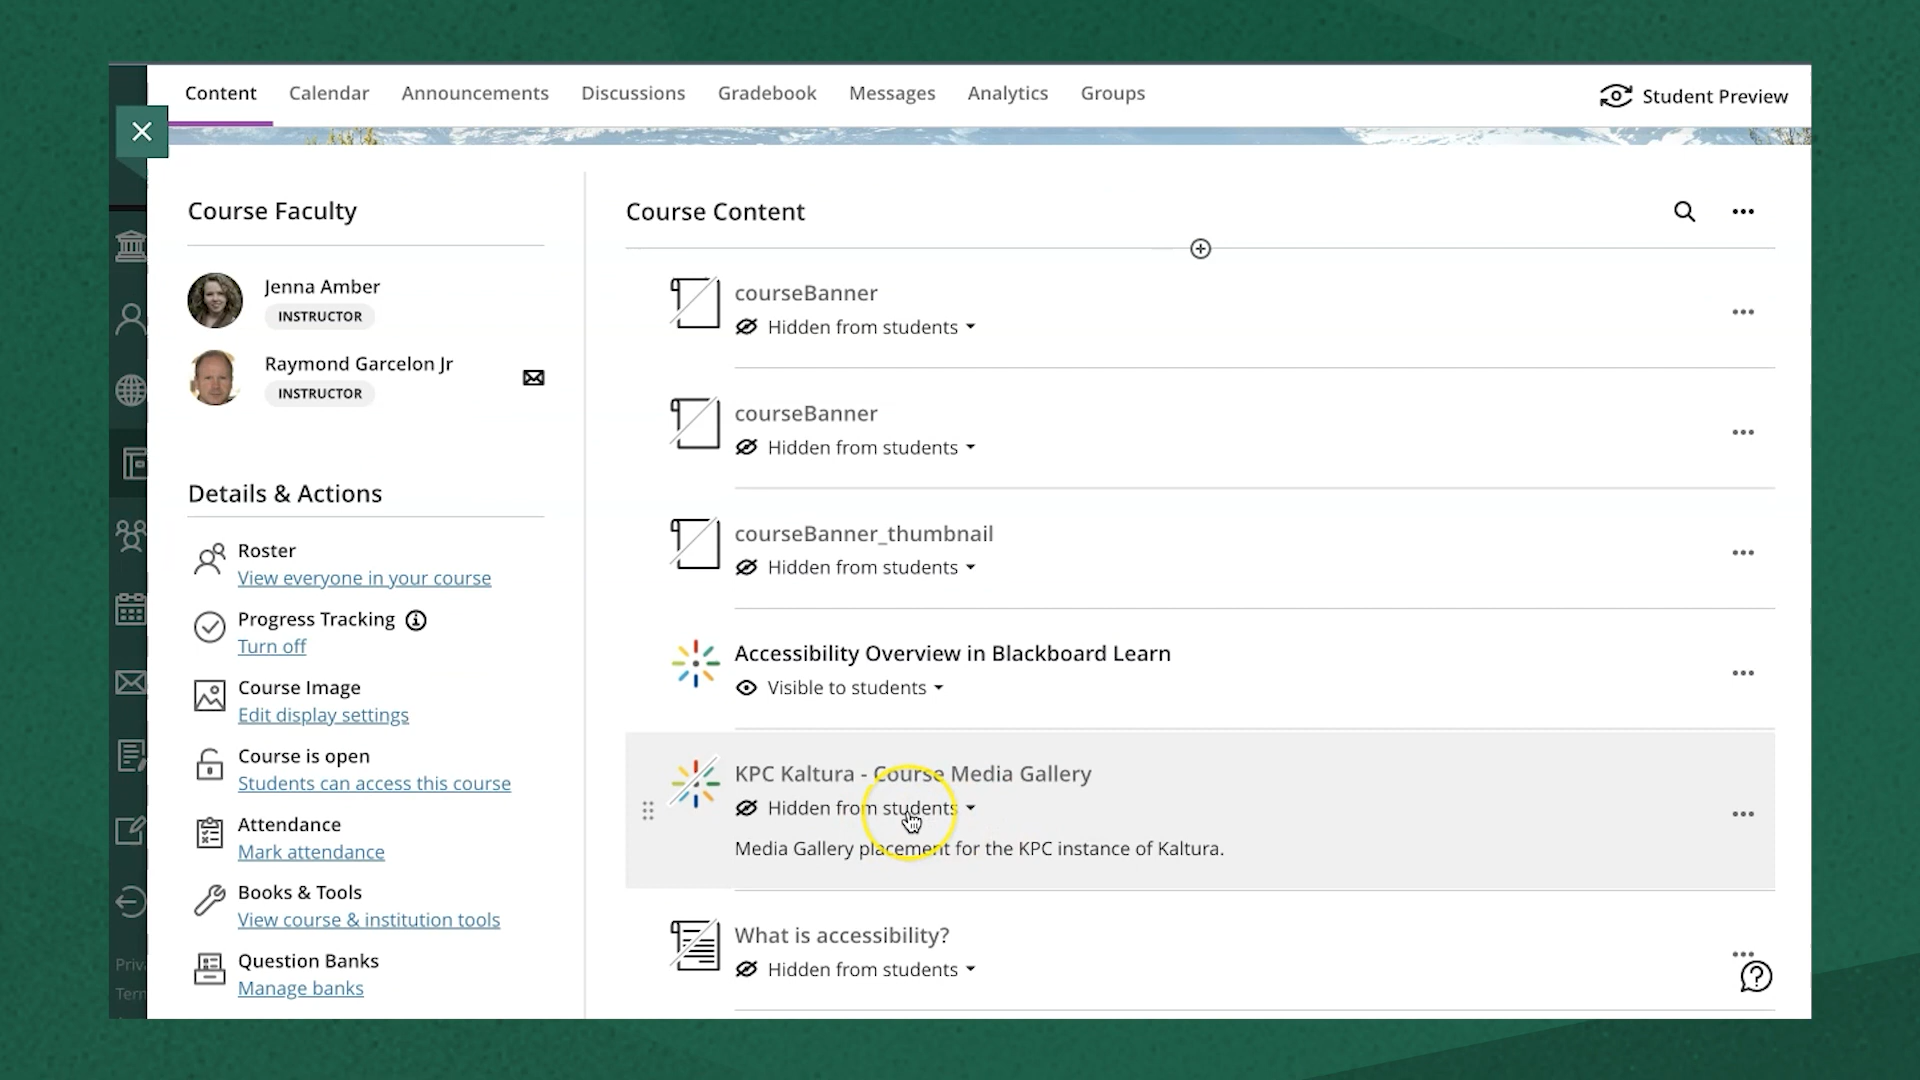 Content Calendar Announcements Discussions Gradebook Messages Analytics Groups
Student Preview
Course Faculty
Jenna Amber
INSTRUCTOR
Raymond Garcelon Jr
INSTRUCTOR
Details & Actions
Roster
View everyone in your course
Progress Tracking
Turn off
Course Image
Edit display settings
Course is open
Students can access this course
Attendance
Mark attendance
Books & Tools
View course & institution tools
Question Banks
Manage banks
Course Content
courseBanner
Hidden from students
courseBanner
Hidden from students
courseBanner_thumbnail
Hidden from students
Accessibility Overview in Blackboard Learn
Visible to students
KPC Kaltura - Course Media Gallery
Hidden from students
Media Gallery placement for the KPC instance of Kaltura.
What is accessibility?
Hidden from students